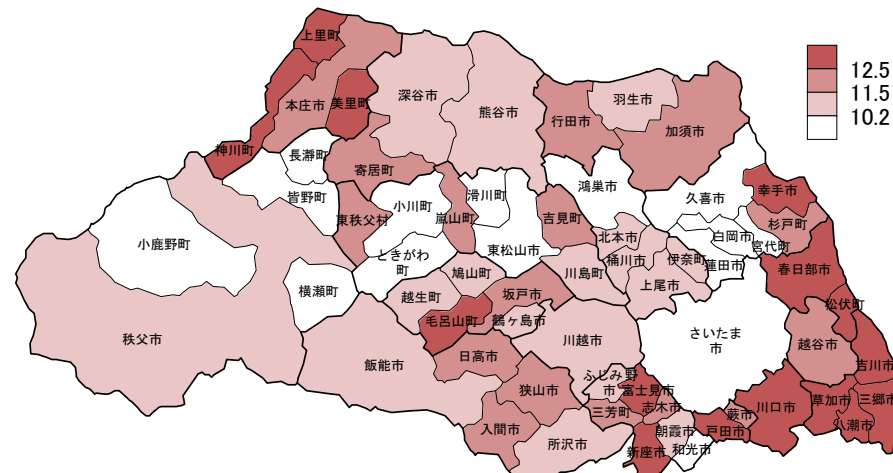 上里町
12.5
11.5
10.2
本庄市
美里町
深谷市
熊谷市
羽生市
行田市
加須市
神川町
長瀞町
寄居町
皆野町
小川町
滑川町
鴻巣市
久喜市
幸手市
東秩父村
嵐山町
吉見町
杉戸町
小鹿野町
北本市
白岡市
宮代町
ときがわ
町
東松山市
桶川市
伊奈町
蓮田市
春日部市
鳩山町
川島町
上尾市
横瀬町
越生町
坂戸市
松伏町
毛呂山町
鶴ヶ島市
さいたま
市
秩父市
川越市
越谷市
飯能市
日高市
吉川市
ふじみ野
市
狭山市
富士見市
志木市
三芳町
蕨市
川口市
草加市
三郷市
入間市
所沢市
朝霞市
戸田市
八潮市
新座市
和光市